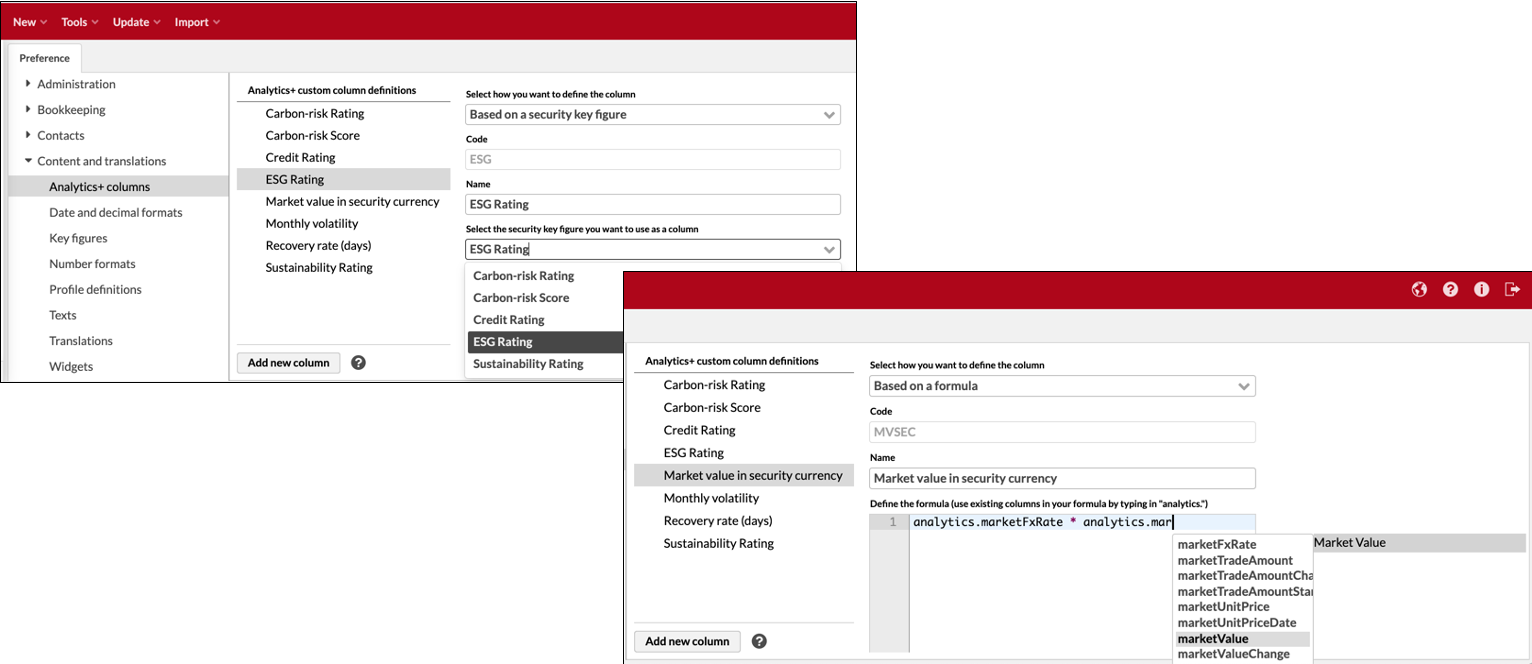 New Tools Update Import
Preference
Administration
Bookkeeping
Contacts
Content and translations
Analytics+ columns
Date and decimal formats
Key figures
Number formats
Profile definitions
Texts
Translations
Widgets
Analytics+ custom column definitions
Carbon-risk Rating
Carbon-risk Score
Credit Rating
ESG Rating
Market value in security currency
Monthly volatility
Recovery rate (days)
Sustainability Rating
Add new column ?
Select how you want to define the column
Based on a security key figure
Code
ESG
Name
ESG Rating
Select the security key figure you want to use as a column
ESG Rating
Carbon-risk Rating
Carbon-risk Score
Credit Rating
ESG Rating
Sustainability Rating
Analytics+ custom column definitions
Carbon-risk Rating
Carbon-risk Score
Credit Rating
ESG Rating
Market value in security currency
Monthly volatility
Recovery rate (days)
Sustainability Rating
Add new column ?
Select how you want to define the column
Based on a formula
Code
MVSEC
Name
Market value in security currency
Define the formula (use existing columns in your formula by typing in "analytics.")
1 analytics.marketFxRate * analytics.mar
marketFxRate
marketTradeAmount
marketTradeAmountCha
marketTradeAmountStar
marketUnitPrice
marketUnitPriceDate
marketValue
marketValueChange
Market Value